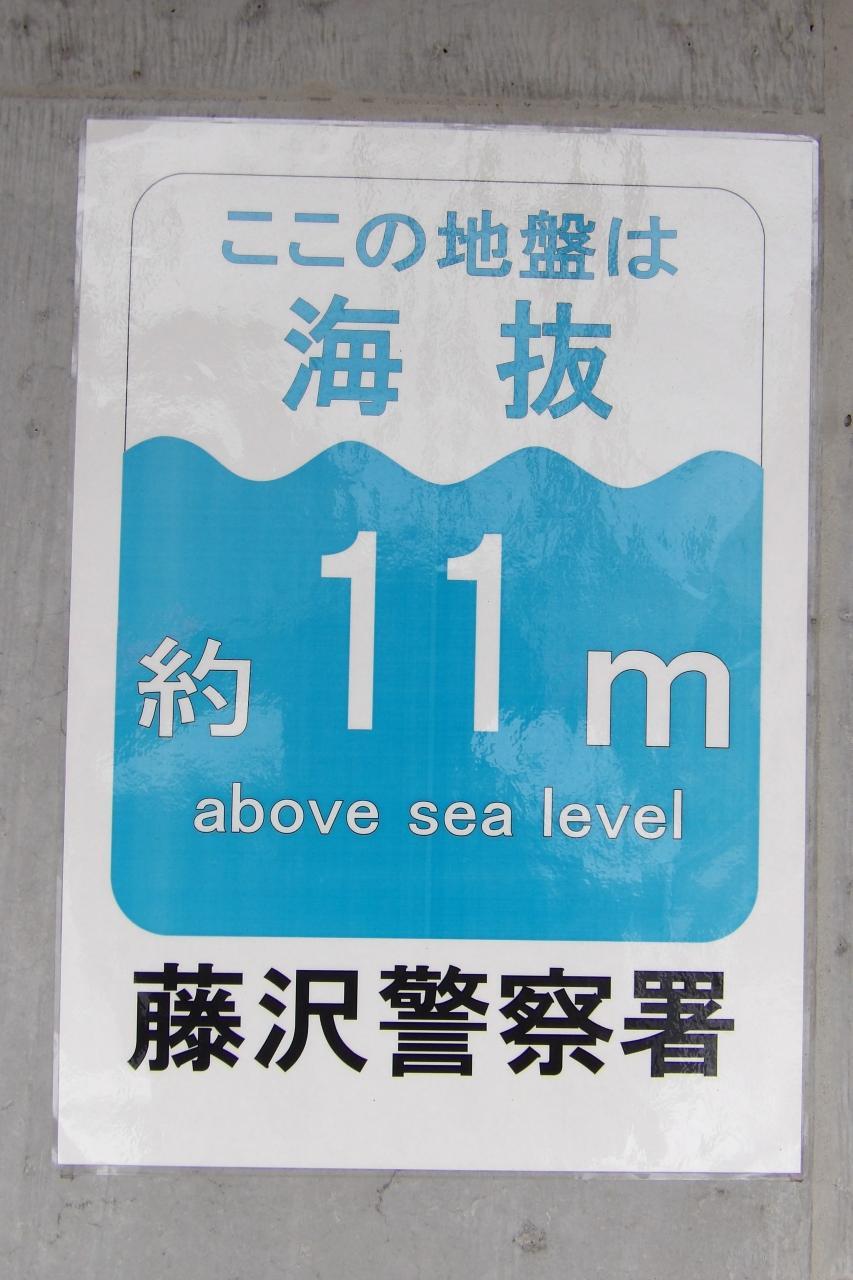 ここの地盤は
海 抜
約 11 m
above sea level
藤沢警察署